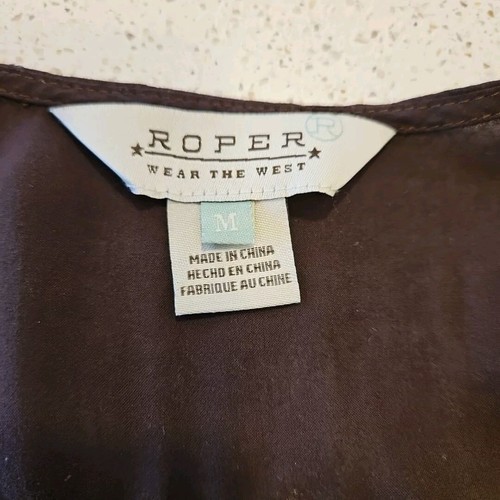 ROPER®
★WEAR THE WEST★
M
MADE IN CHINA
HECHO EN CHINA
FABRIQUE AU CHINE